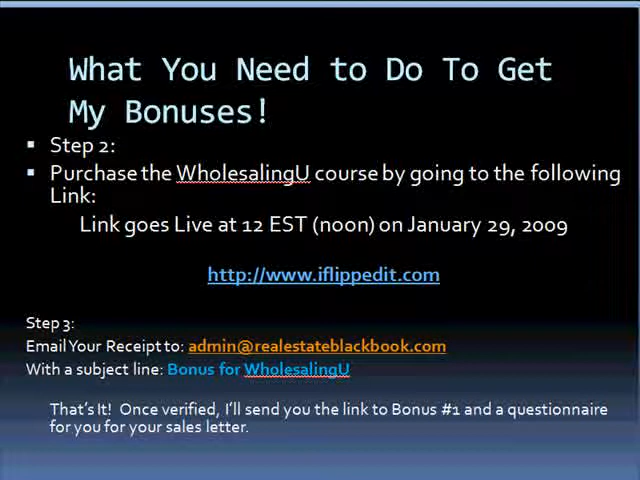 What You Need to Do To Get
My Bonuses!
▪ Step 2:
▪ Purchase the WholesalingU course by going to the following
Link:
Link goes Live at 12 EST (noon) on January 29, 2009
http://www.iflippedit.com
Step 3:
Email Your Receipt to: admin@realestateblackbook.com
With a subject line: Bonus for WholesalingU
That's It! Once verified, I'll send you the link to Bonus #1 and a questionnaire
for you for your sales letter.